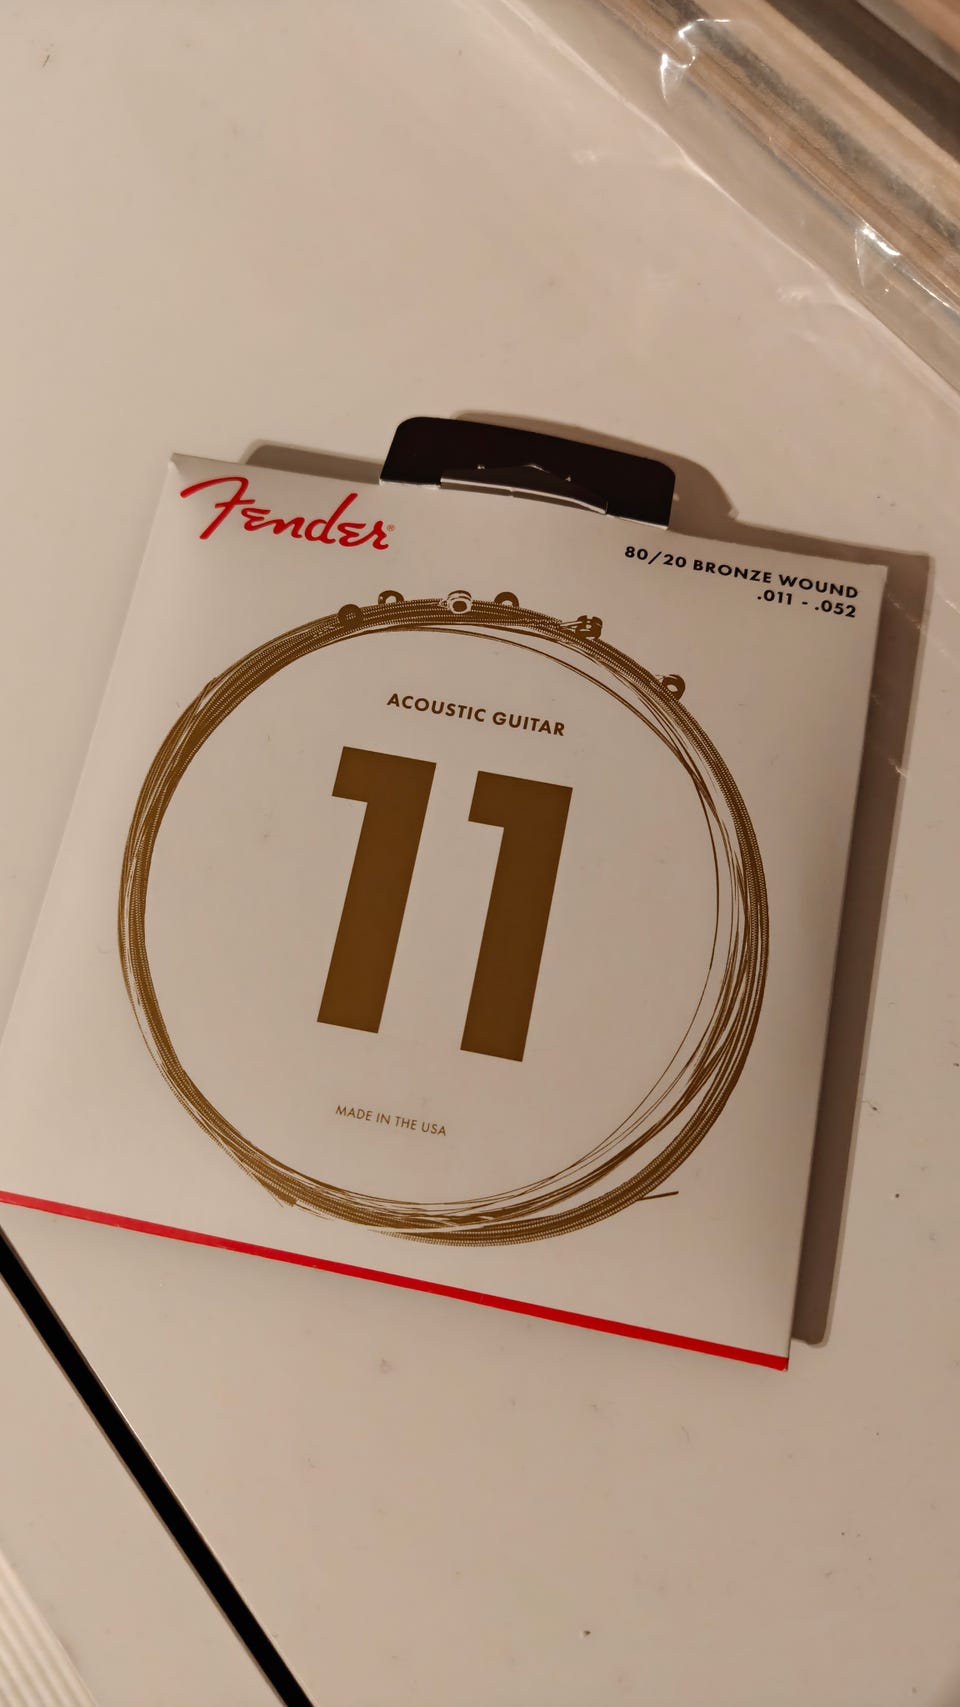 Fender®
80/20 BRONZE WOUND
.011 - .052
ACOUSTIC GUITAR
11
MADE IN THE USA